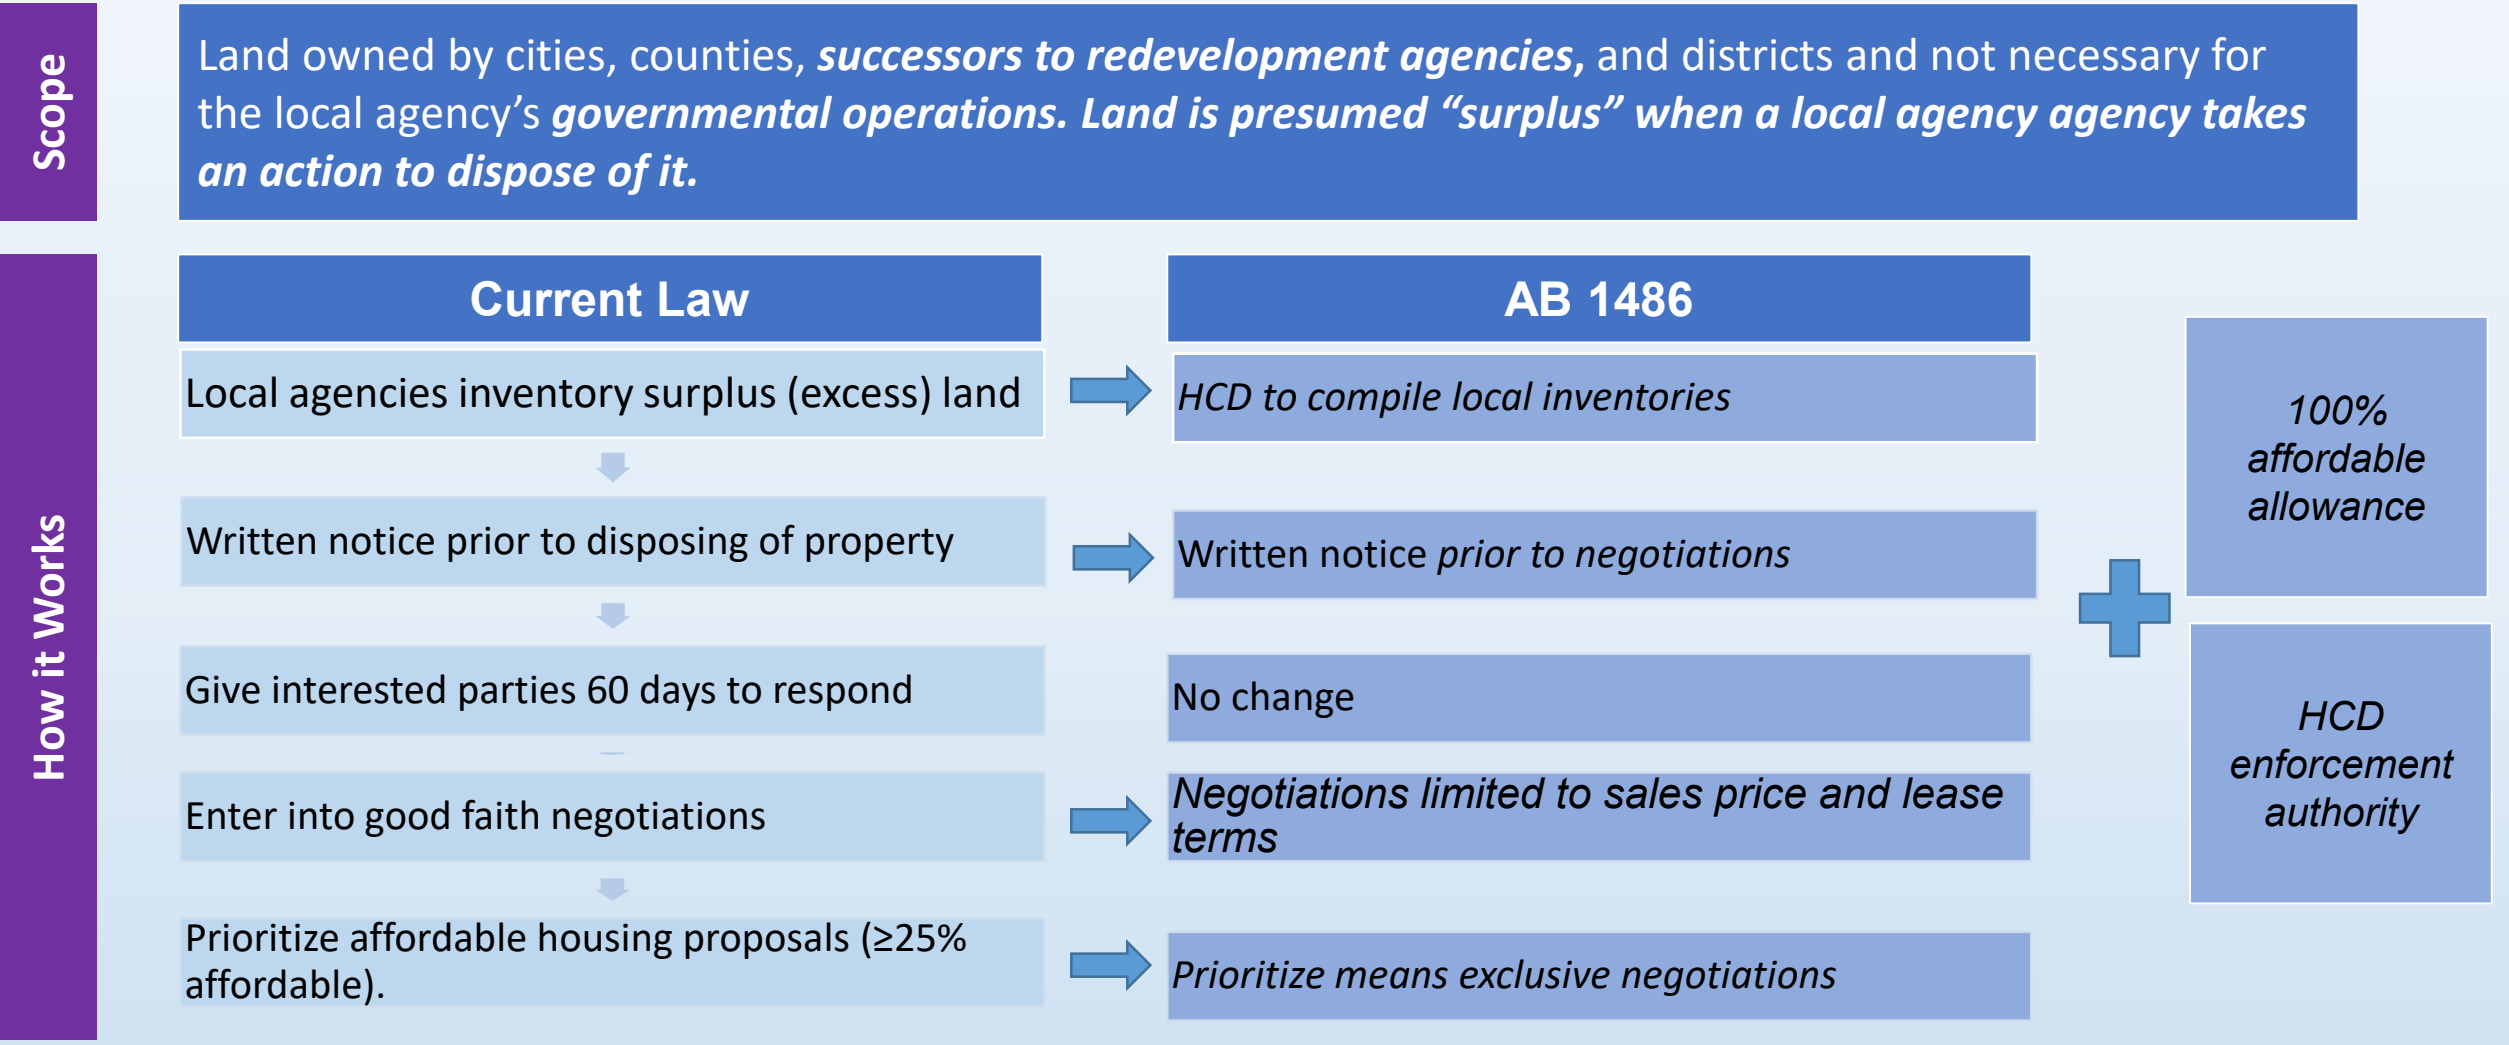 Scope
Land owned by cities, counties, successors to redevelopment agencies, and districts and not necessary for
the local agency’s governmental operations. Land is presumed “surplus” when a local agency agency takes
an action to dispose of it.
How it Works
Current Law
AB 1486
Local agencies inventory surplus (excess) land
HCD to compile local inventories
Written notice prior to disposing of property
Written notice prior to negotiations
Give interested parties 60 days to respond
No change
Enter into good faith negotiations
Negotiations limited to sales price and lease
terms
Prioritize affordable housing proposals (≥25%
affordable).
Prioritize means exclusive negotiations
100%
affordable
allowance
HCD
enforcement
authority